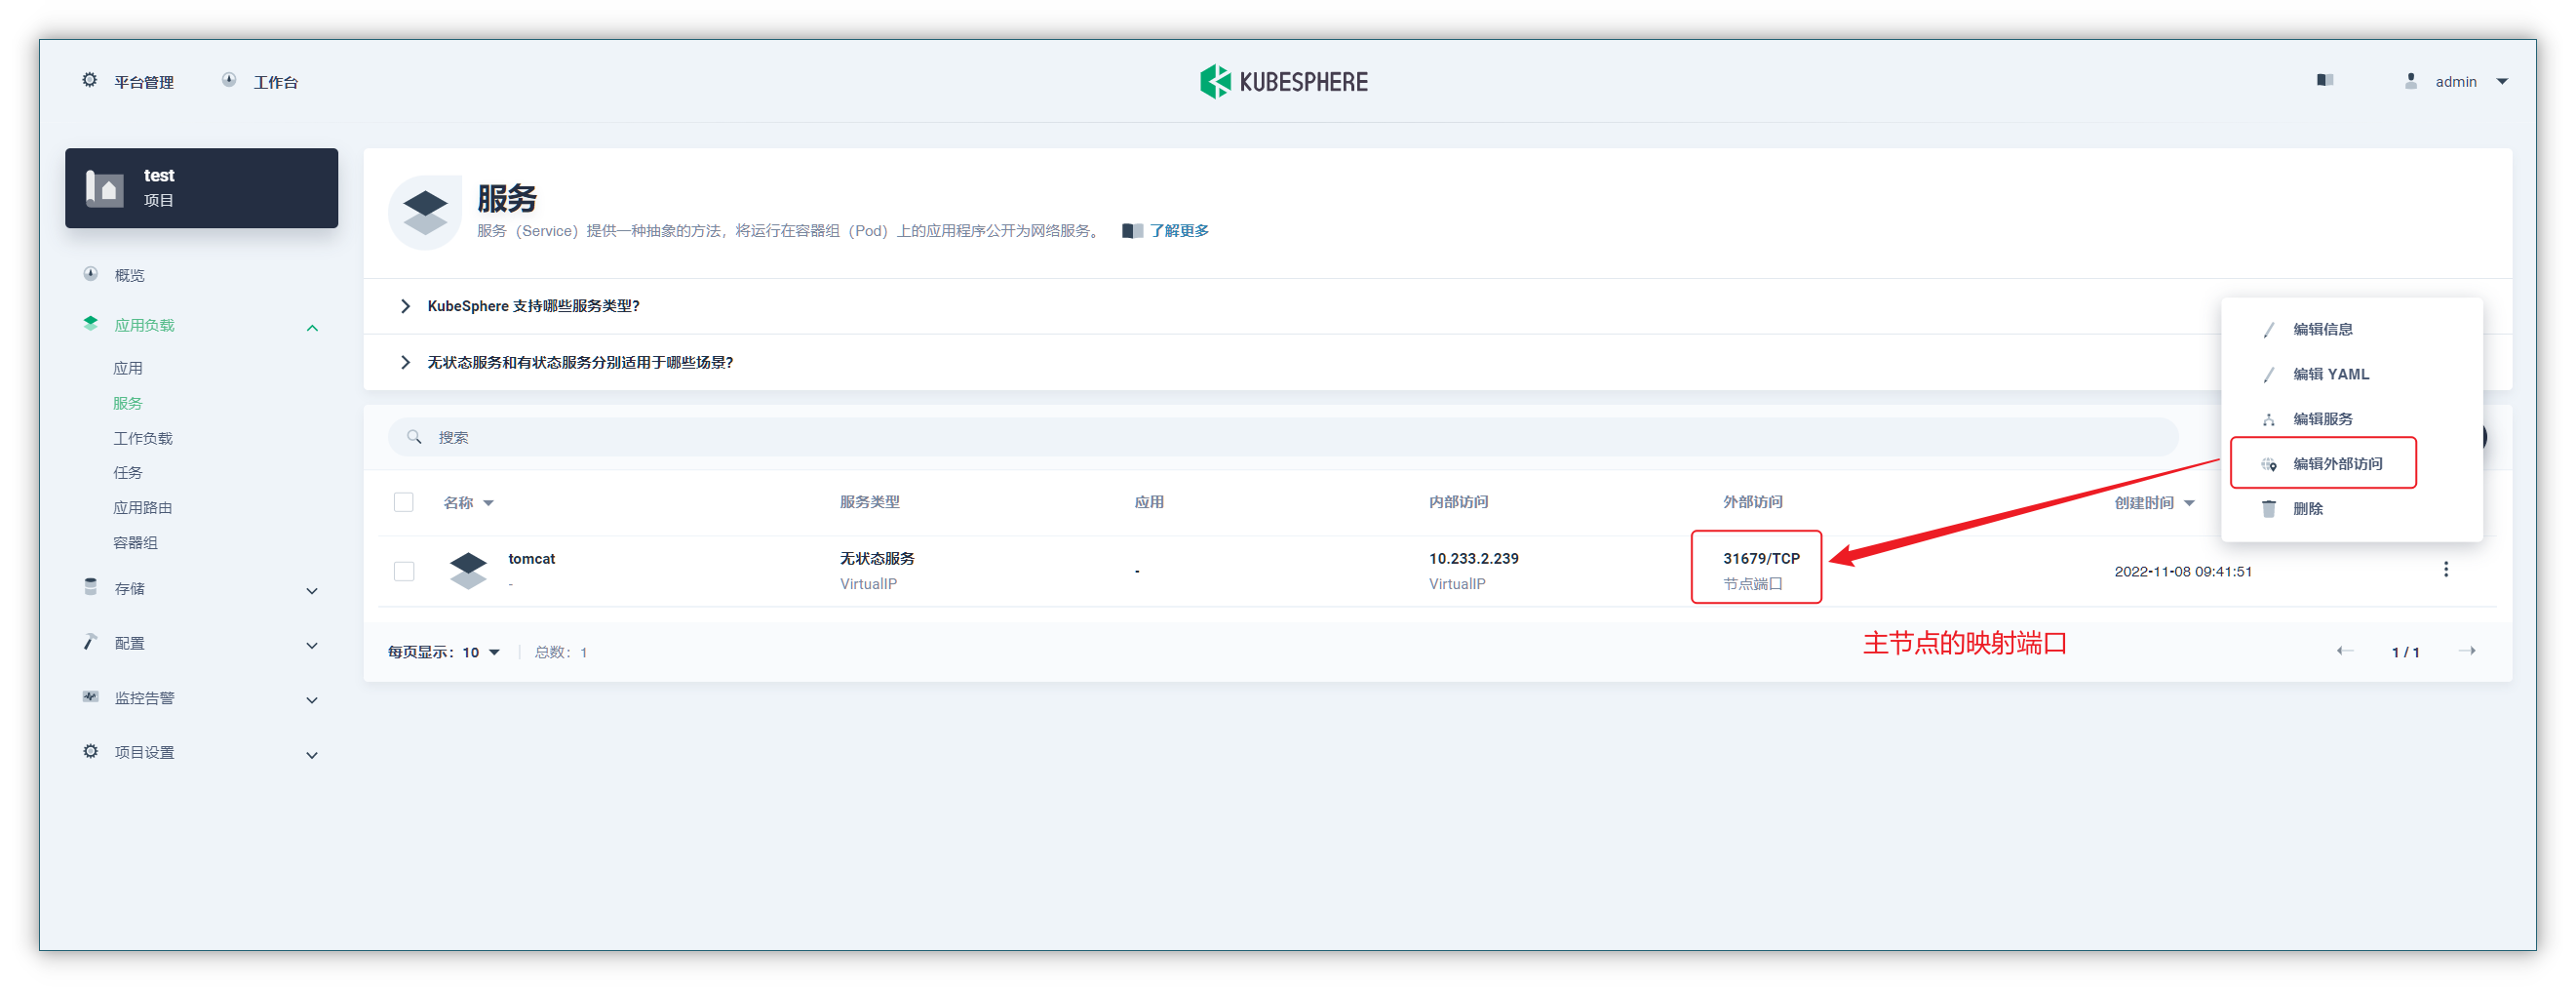 平台管理
工作台
KUBESPHERE
admin
test
项目
概览
应用负载
应用
服务
工作负载
任务
应用路由
容器组
存储
配置
监控告警
项目设置
服务
服务（Service）提供一种抽象的方法，将运行在容器组（Pod）上的应用程序公开为网络服务。 了解更多
KubeSphere 支持哪些服务类型？
无状态服务和有状态服务分别适用于哪些场景？
搜索
编辑信息
编辑 YAML
编辑服务
编辑外部访问
删除
名称 服务类型 应用 内部访问 外部访问 创建时间
tomcat 无状态服务 - 10.233.2.239 31679/TCP 2022-11-08 09:41:51
- VirtualIP VirtualIP 节点端口
主节点的映射端口
每页显示：10 总数：1 1 / 1